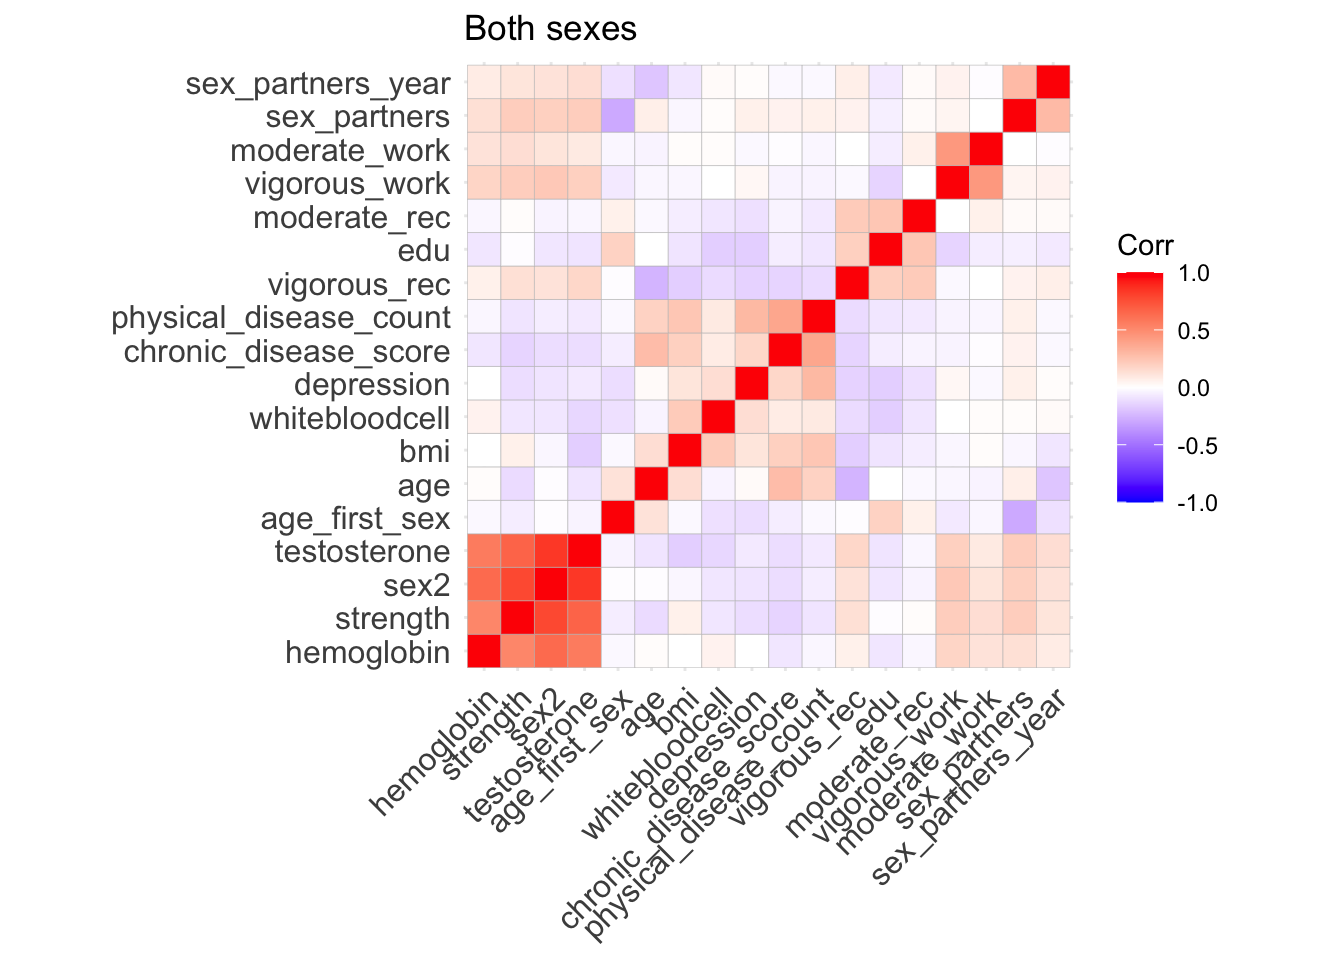 Both sexes
sex_partners_year
sex_partners
moderate_work
vigorous_work
moderate_rec
edu
vigorous_rec
physical_disease_count
chronic_disease_score
depression
whitebloodcell
bmi
age
age_first_sex
testosterone
sex2
strength
hemoglobin
hemoglobin
strength
sex2
testosterone
age_first_sex
age
bmi
whitebloodcell
depression
chronic_disease_score
physical_disease_count
vigorous_rec
edu
moderate_rec
vigorous_work
moderate_work
sex_partners
sex_partners_year
Corr
1.0
0.5
0.0
-0.5
-1.0